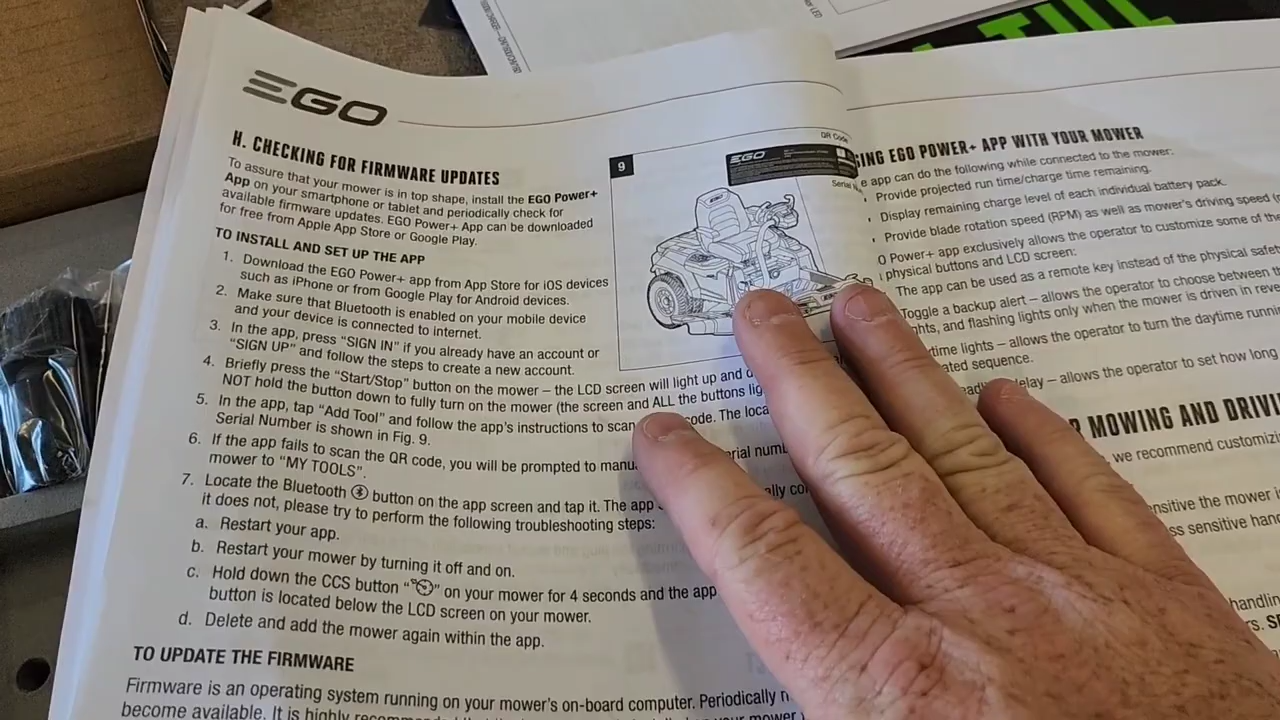 EGO
H. CHECKING FOR FIRMWARE UPDATES
To assure that your mower is in top shape, install the EGO Power+
App on your smartphone or tablet and periodically check for
available firmware updates. EGO Power+ App can be downloaded
for free from Apple App Store or Google Play.
TO INSTALL AND SET UP THE APP
1. Download the EGO Power+ app from App Store for iOS devices
such as iPhone or from Google Play for Android devices.
2. Make sure that Bluetooth is enabled on your mobile device
and your device is connected to internet.
3. In the app, press “SIGN IN” if you already have an account or
“SIGN UP” and follow the steps to create a new account.
4. Briefly press the “Start/Stop” button on the mower – the LCD screen will light up and
NOT hold the button down to fully turn on the mower (the screen and ALL the buttons
5. In the app, tap “Add Tool” and follow the app's instructions to scan code. The
Serial Number is shown in Fig. 9.
6. If the app fails to scan the QR code, you will be prompted to
mower to “MY TOOLS”.
7. Locate the Bluetooth button on the app screen and tap it. The app
it does not, please try to perform the following troubleshooting steps:
a. Restart your app.
b. Restart your mower by turning it off and on.
c. Hold down the CCS button “ ” on your mower for 4 seconds and the app
button is located below the LCD screen on your mower.
d. Delete and add the mower again within the app.
TO UPDATE THE FIRMWARE
Firmware is an operating system running on your mower's on-board computer. Periodically
become available. It is highly
9
QR Code
Serial
EGO
EGO POWER+ APP WITH YOUR MOWER
app can do the following while connected to the mower:
Provide projected run time/charge time remaining.
Display remaining charge level of each individual battery pack.
Provide blade rotation speed (RPM) as well as mower's driving speed
Power+ app exclusively allows the operator to customize some of the
physical buttons and LCD screen:
The app can be used as a remote key instead of the physical
Toggle a backup alert – allows the operator to choose between
and flashing lights only when the mower is driven in
lights – allows the operator to turn the daytime
sequence.
– allows the operator to set how long
MOWING AND
we recommend
the mower
sensitive